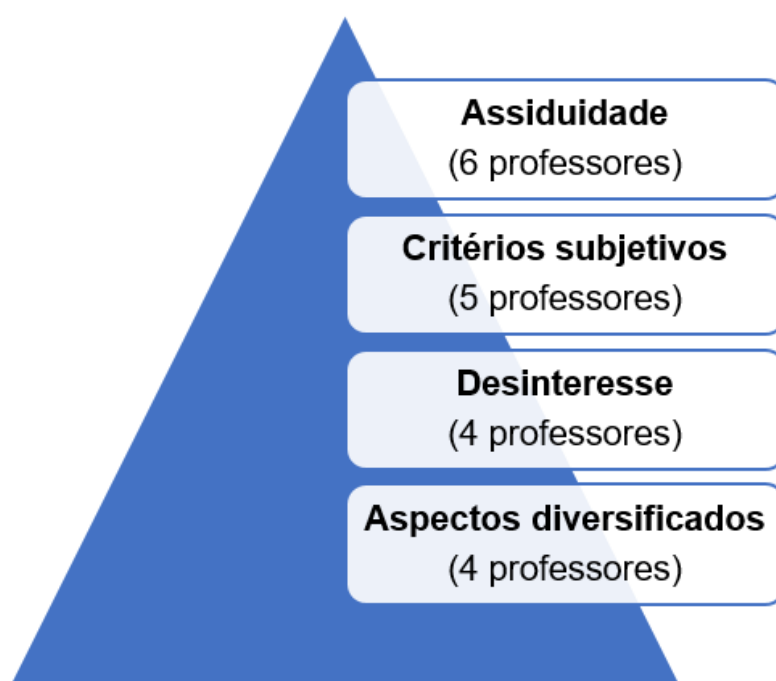 Assiduidade
(6 professores)
Critérios subjetivos
(5 professores)
Desinteresse
(4 professores)
Aspectos diversificados
(4 professores)